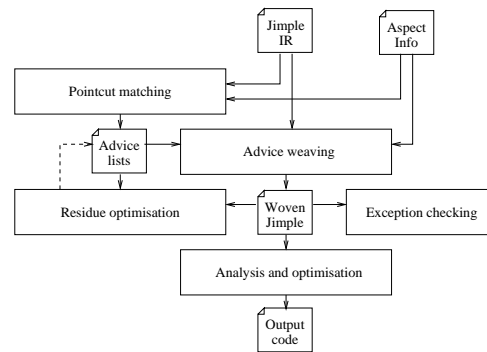 Jimple
IR
Aspect
Info
Pointcut matching
Advice
lists
Advice weaving
Residue optimisation
Woven
Jimple
Exception checking
Analysis and optimisation
Output
code